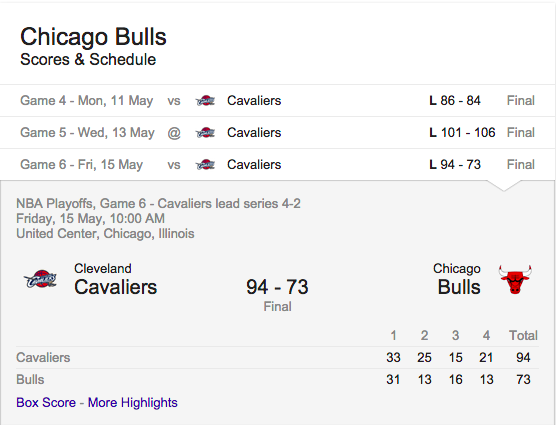 Chicago Bulls
Scores & Schedule
Game 4 - Mon, 11 May vs Cavaliers L 86 - 84 Final
Game 5 - Wed, 13 May @ Cavaliers L 101 - 106 Final
Game 6 - Fri, 15 May vs Cavaliers L 94 - 73 Final
NBA Playoffs, Game 6 - Cavaliers lead series 4-2
Friday, 15 May, 10:00 AM
United Center, Chicago, Illinois
Cleveland
Cavaliers
94 - 73
Final
Chicago
Bulls
1 2 3 4 Total
Cavaliers 33 25 15 21 94
Bulls 31 13 16 13 73
Box Score - More Highlights